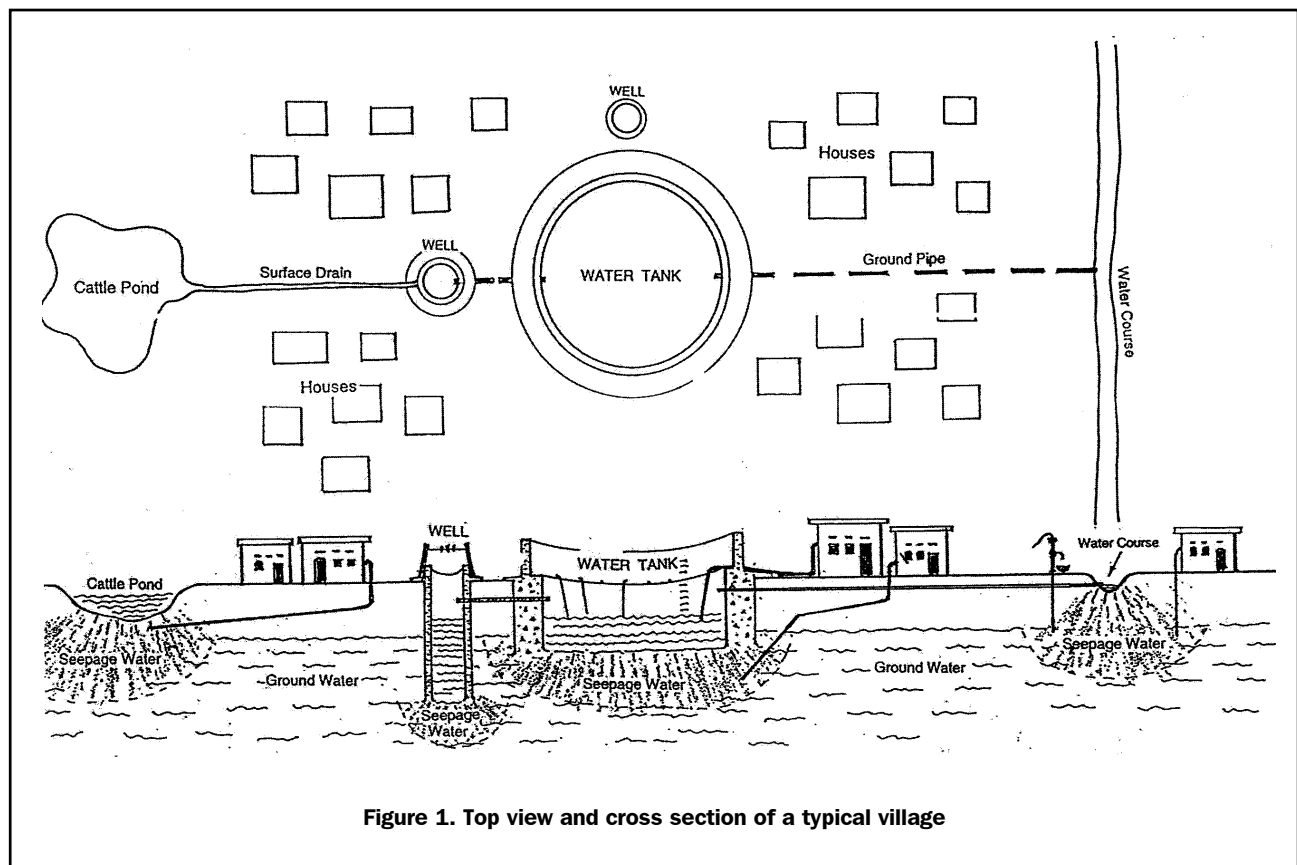 WELL
Houses
WELL
Cattle Pond
Surface Drain
WATER TANK
Ground Pipe
Water Course
Houses
WELL
WATER TANK
Water Course
Cattle Pond
Seepage Water
Ground Water
Seepage
Water
Seepage Water
Ground Water
Seepage Water
Figure 1. Top view and cross section of a typical village